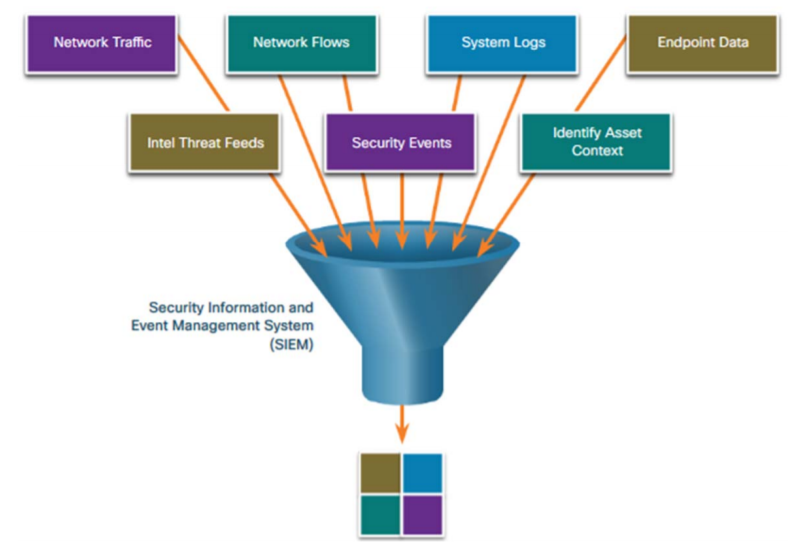 Network Traffic
Network Flows
System Logs
Endpoint Data
Intel Threat Feeds
Security Events
Identify Asset
Context
Security Information and
Event Management System
(SIEM)